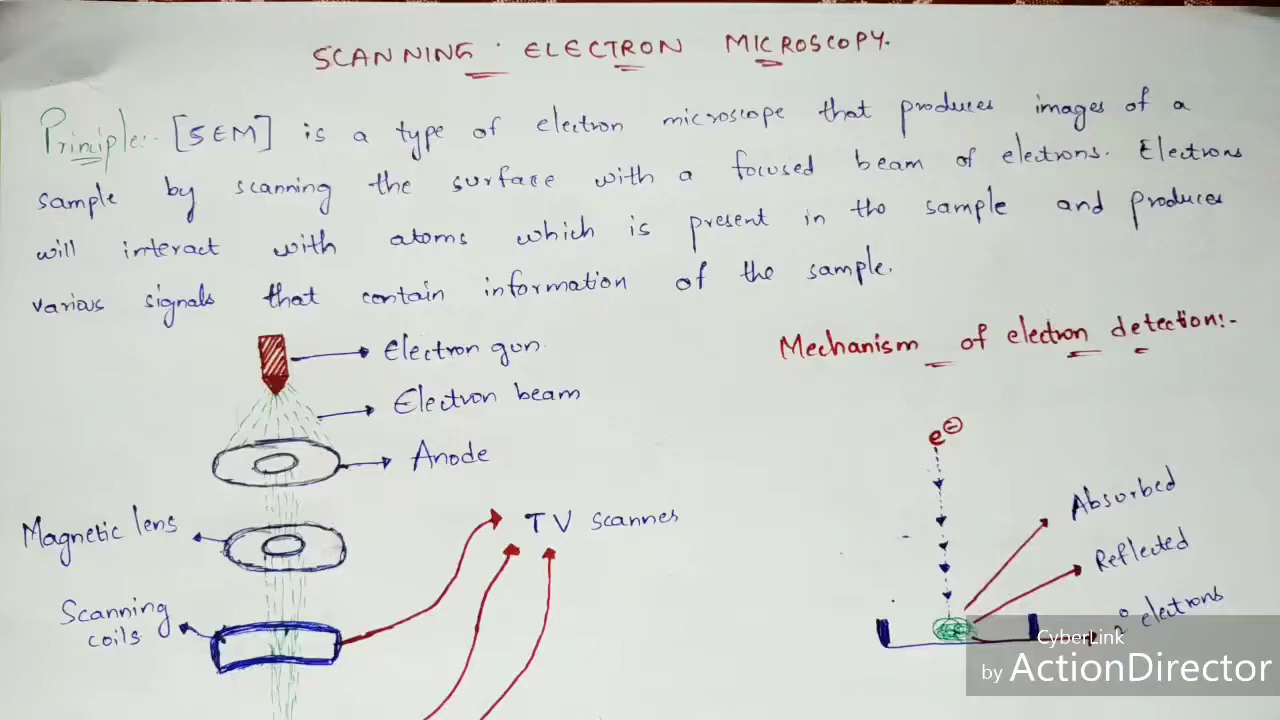 SCANNING ELECTRON MICROSCOPY.
Principle:- [SEM] is a type of electron microscope that produces images of a
sample by scanning the surface with a focused beam of electrons. Electrons
will interact with atoms which is present in the sample and produces
various signals that contain information of the sample.
Mechanism of electron detection:-
Electron gun
Electron beam
Anode
Magnetic lens
TV scanner
Scanning
coils
e⊖
Absorbed
Reflected
2° electrons
CyberLink
by ActionDirector